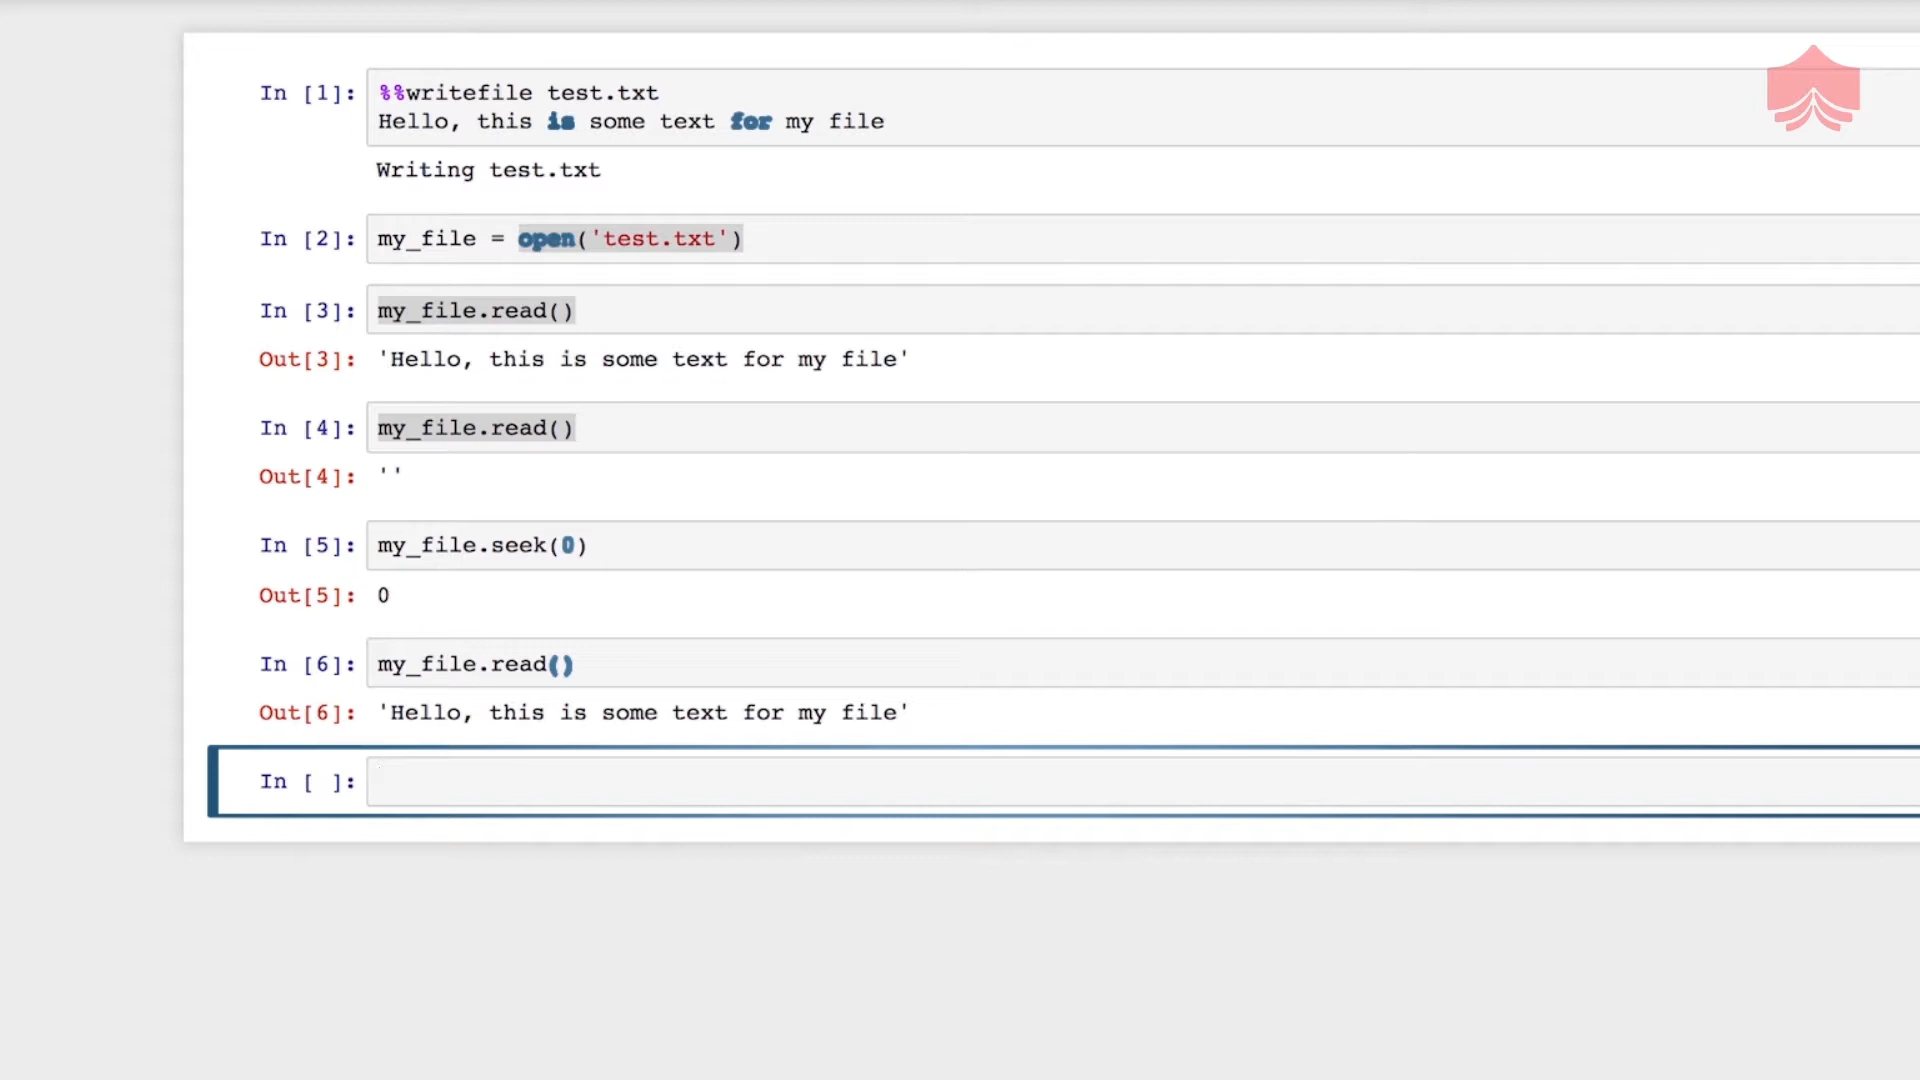 In [1]: %%writefile test.txt
Hello, this is some text for my file
Writing test.txt
In [2]: my_file = open('test.txt')
In [3]: my_file.read()
Out[3]: 'Hello, this is some text for my file'
In [4]: my_file.read()
Out[4]: ''
In [5]: my_file.seek(0)
Out[5]: 0
In [6]: my_file.read()
Out[6]: 'Hello, this is some text for my file'
In [ ]: